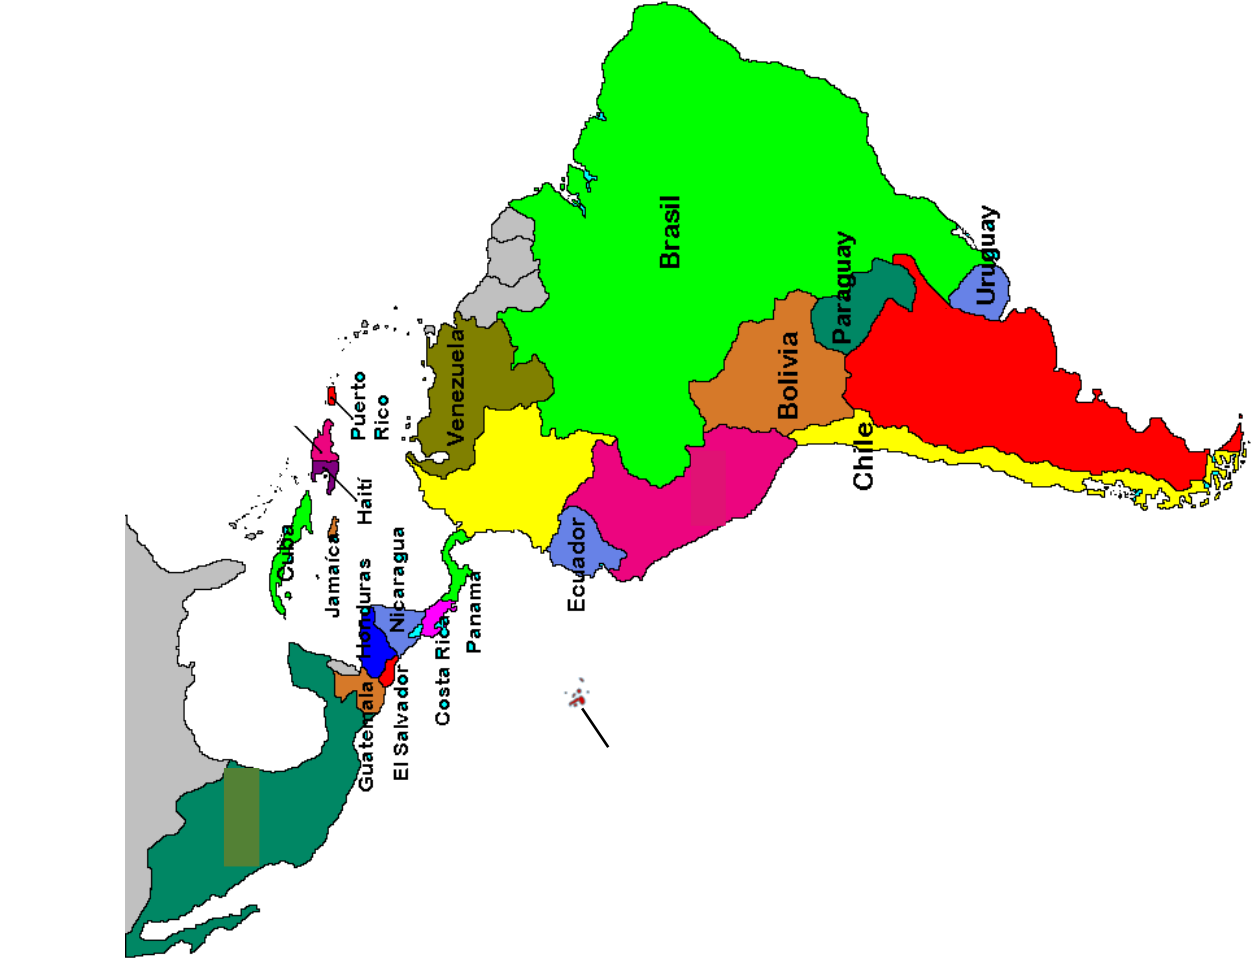 Cuba
Jamaíca
Haití
Puerto
Rico
Honduras
Nicaragua
Guatemala
El Salvador
Costa Rica
Panamá
Venezuela
Ecuador
Brasil
Bolivia
Paraguay
Chile
Uruguay